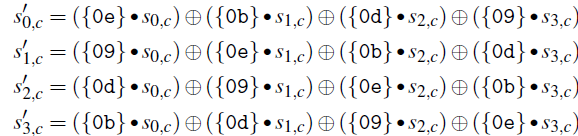 s′₀,c = ({0e} • s₀,c) ⊕ ({0b} • s₁,c) ⊕ ({0d} • s₂,c) ⊕ ({09} • s₃,c)
s′₁,c = ({09} • s₀,c) ⊕ ({0e} • s₁,c) ⊕ ({0b} • s₂,c) ⊕ ({0d} • s₃,c)
s′₂,c = ({0d} • s₀,c) ⊕ ({09} • s₁,c) ⊕ ({0e} • s₂,c) ⊕ ({0b} • s₃,c)
s′₃,c = ({0b} • s₀,c) ⊕ ({0d} • s₁,c) ⊕ ({09} • s₂,c) ⊕ ({0e} • s₃,c)